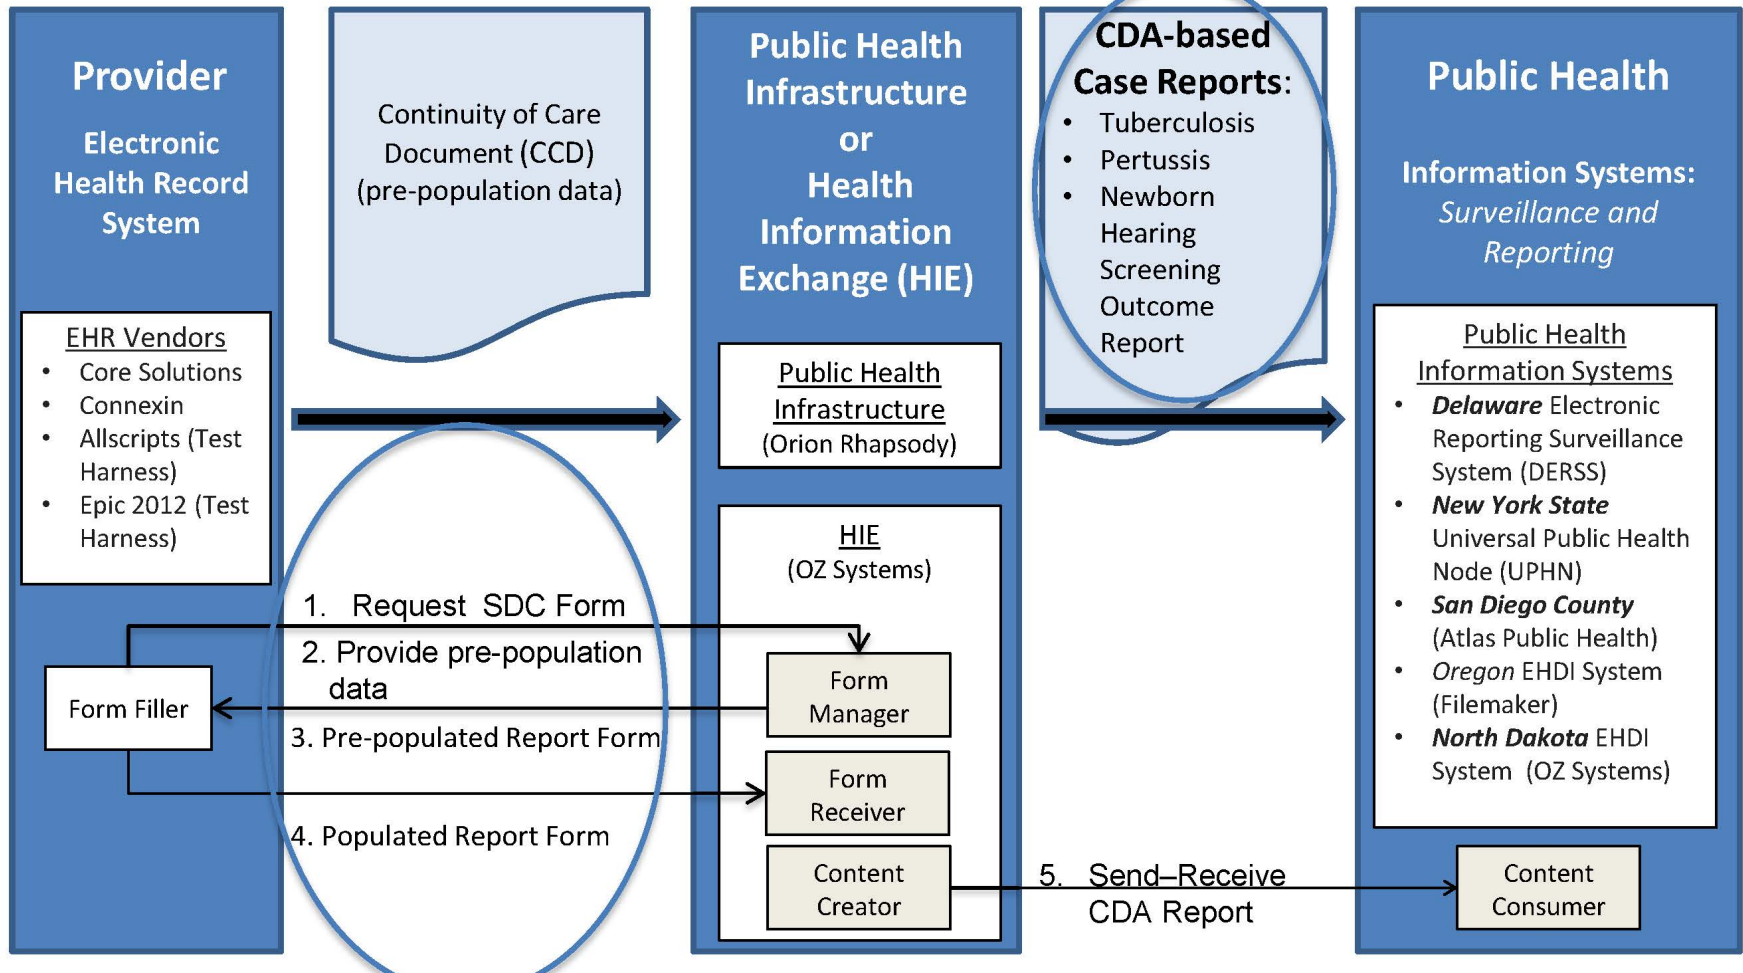 Provider
Electronic
Health Record
System
EHR Vendors
• Core Solutions
• Connexin
• Allscripts (Test
Harness)
• Epic 2012 (Test
Harness)
Form Filler
Continuity of Care
Document (CCD)
(pre-population data)
1. Request SDC Form
2. Provide pre-population
data
3. Pre-populated Report Form
4. Populated Report Form
Public Health
Infrastructure
or
Health
Information
Exchange (HIE)
Public Health
Infrastructure
(Orion Rhapsody)
HIE
(OZ Systems)
Form
Manager
Form
Receiver
Content
Creator
CDA-based
Case Reports:
• Tuberculosis
• Pertussis
• Newborn
Hearing
Screening
Outcome
Report
5. Send–Receive
CDA Report
Public Health
Information Systems:
Surveillance and
Reporting
Public Health
Information Systems
• Delaware Electronic
Reporting Surveillance
System (DERSS)
• New York State
Universal Public Health
Node (UPHN)
• San Diego County
(Atlas Public Health)
• Oregon EHDI System
(Filemaker)
• North Dakota EHDI
System (OZ Systems)
Content
Consumer